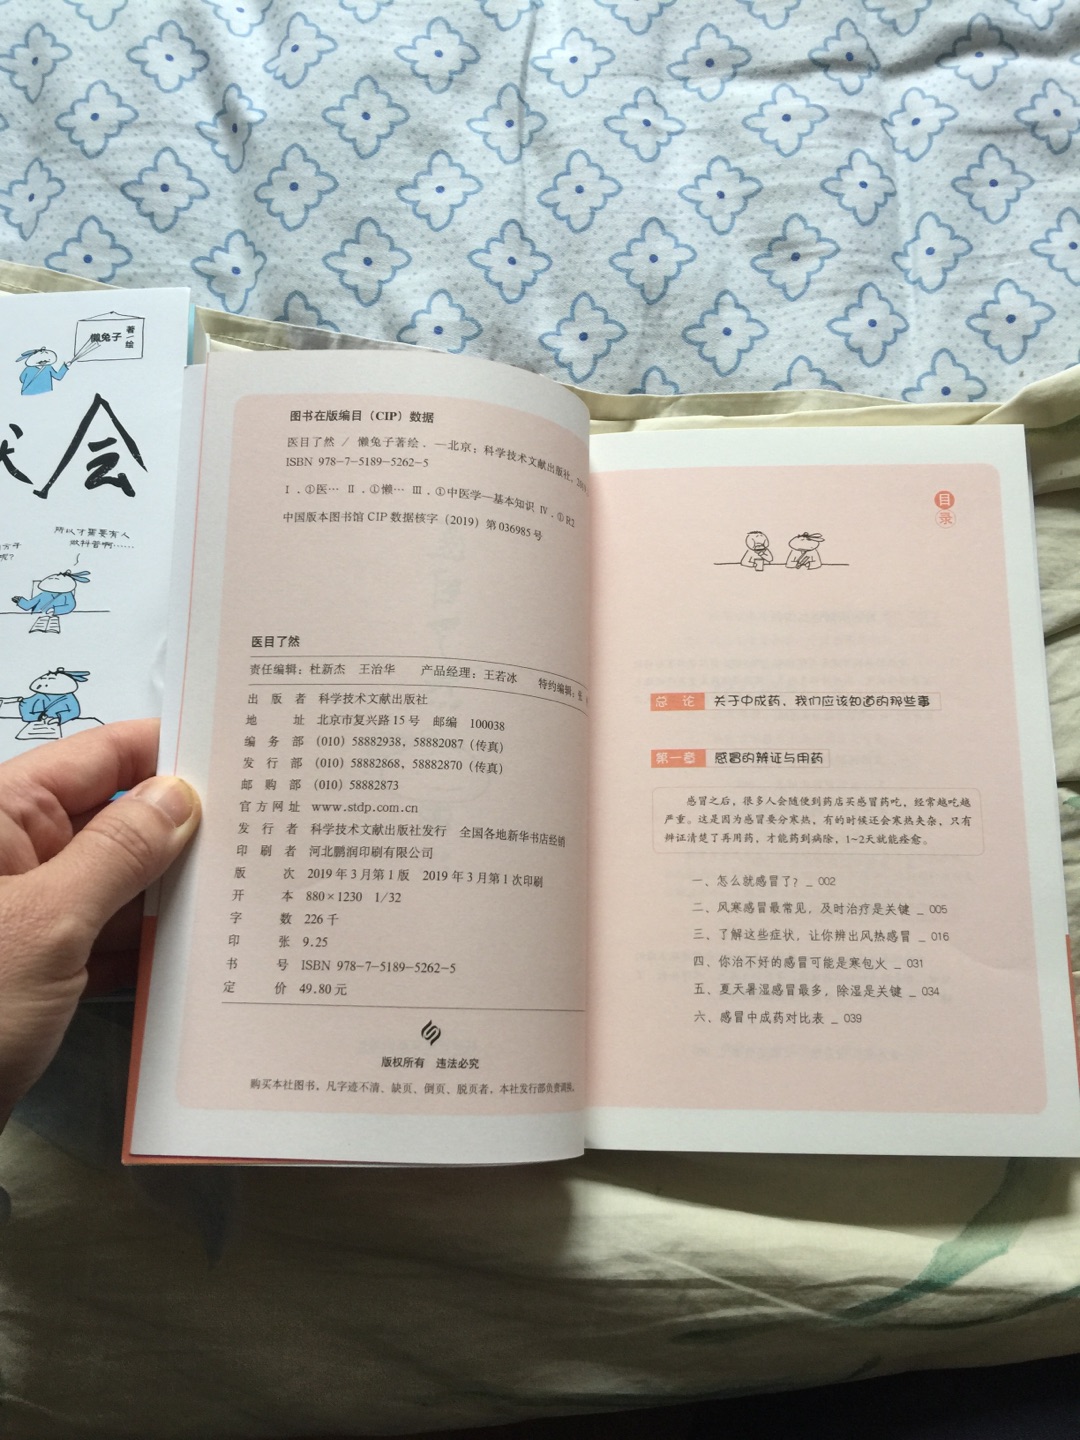 懒兔子 著 绘
会
所以才需要有人
做科普啊……
图书在版编目（CIP）数据
医目了然 / 懒兔子著绘. —北京：科学技术文献出版社，
ISBN 978-7-5189-5262-5
Ⅰ.①医… Ⅱ.①懒… Ⅲ.①中医学—基本知识 Ⅳ.①R2
中国版本图书馆 CIP 数据核字（2019）第 036985 号
医目了然
责任编辑：杜新杰 王治华 产品经理：王若冰 特约编辑：
出版者 科学技术文献出版社
地址 北京市复兴路 15 号 邮编 100038
编务部 (010) 58882938，58882087（传真）
发行部 (010) 58882868，58882870（传真）
邮购部 (010) 58882873
官方网址 www.stdp.com.cn
发行者 科学技术文献出版社发行 全国各地新华书店经销
印刷者 河北鹏润印刷有限公司
版次 2019 年 3 月第 1 版 2019 年 3 月第 1 次印刷
开本 880×1230 1/32
字数 226 千
印张 9.25
书号 ISBN 978-7-5189-5262-5
定价 49.80 元
版权所有 违法必究
购买本社图书，凡字迹不清、缺页、倒页、脱页者，本社发行部负责调换。
目录
总论 关于中成药，我们应该知道的那些事
第一章 感冒的辨证与用药
感冒之后，很多人会随便到药店买感冒药吃，经常越吃越
严重。这是因为感冒要分寒热，有的时候还会寒热夹杂，只有
辨证清楚了再用药，才能药到病除，1~2天就能痊愈。
一、怎么就感冒了？_ 002
二、风寒感冒最常见，及时治疗是关键 _ 005
三、了解这些症状，让你辨出风热感冒 _ 016
四、你治不好的感冒可能是寒包火 _ 031
五、夏天暑湿感冒最多，除湿是关键 _ 034
六、感冒中成药对比表 _ 039